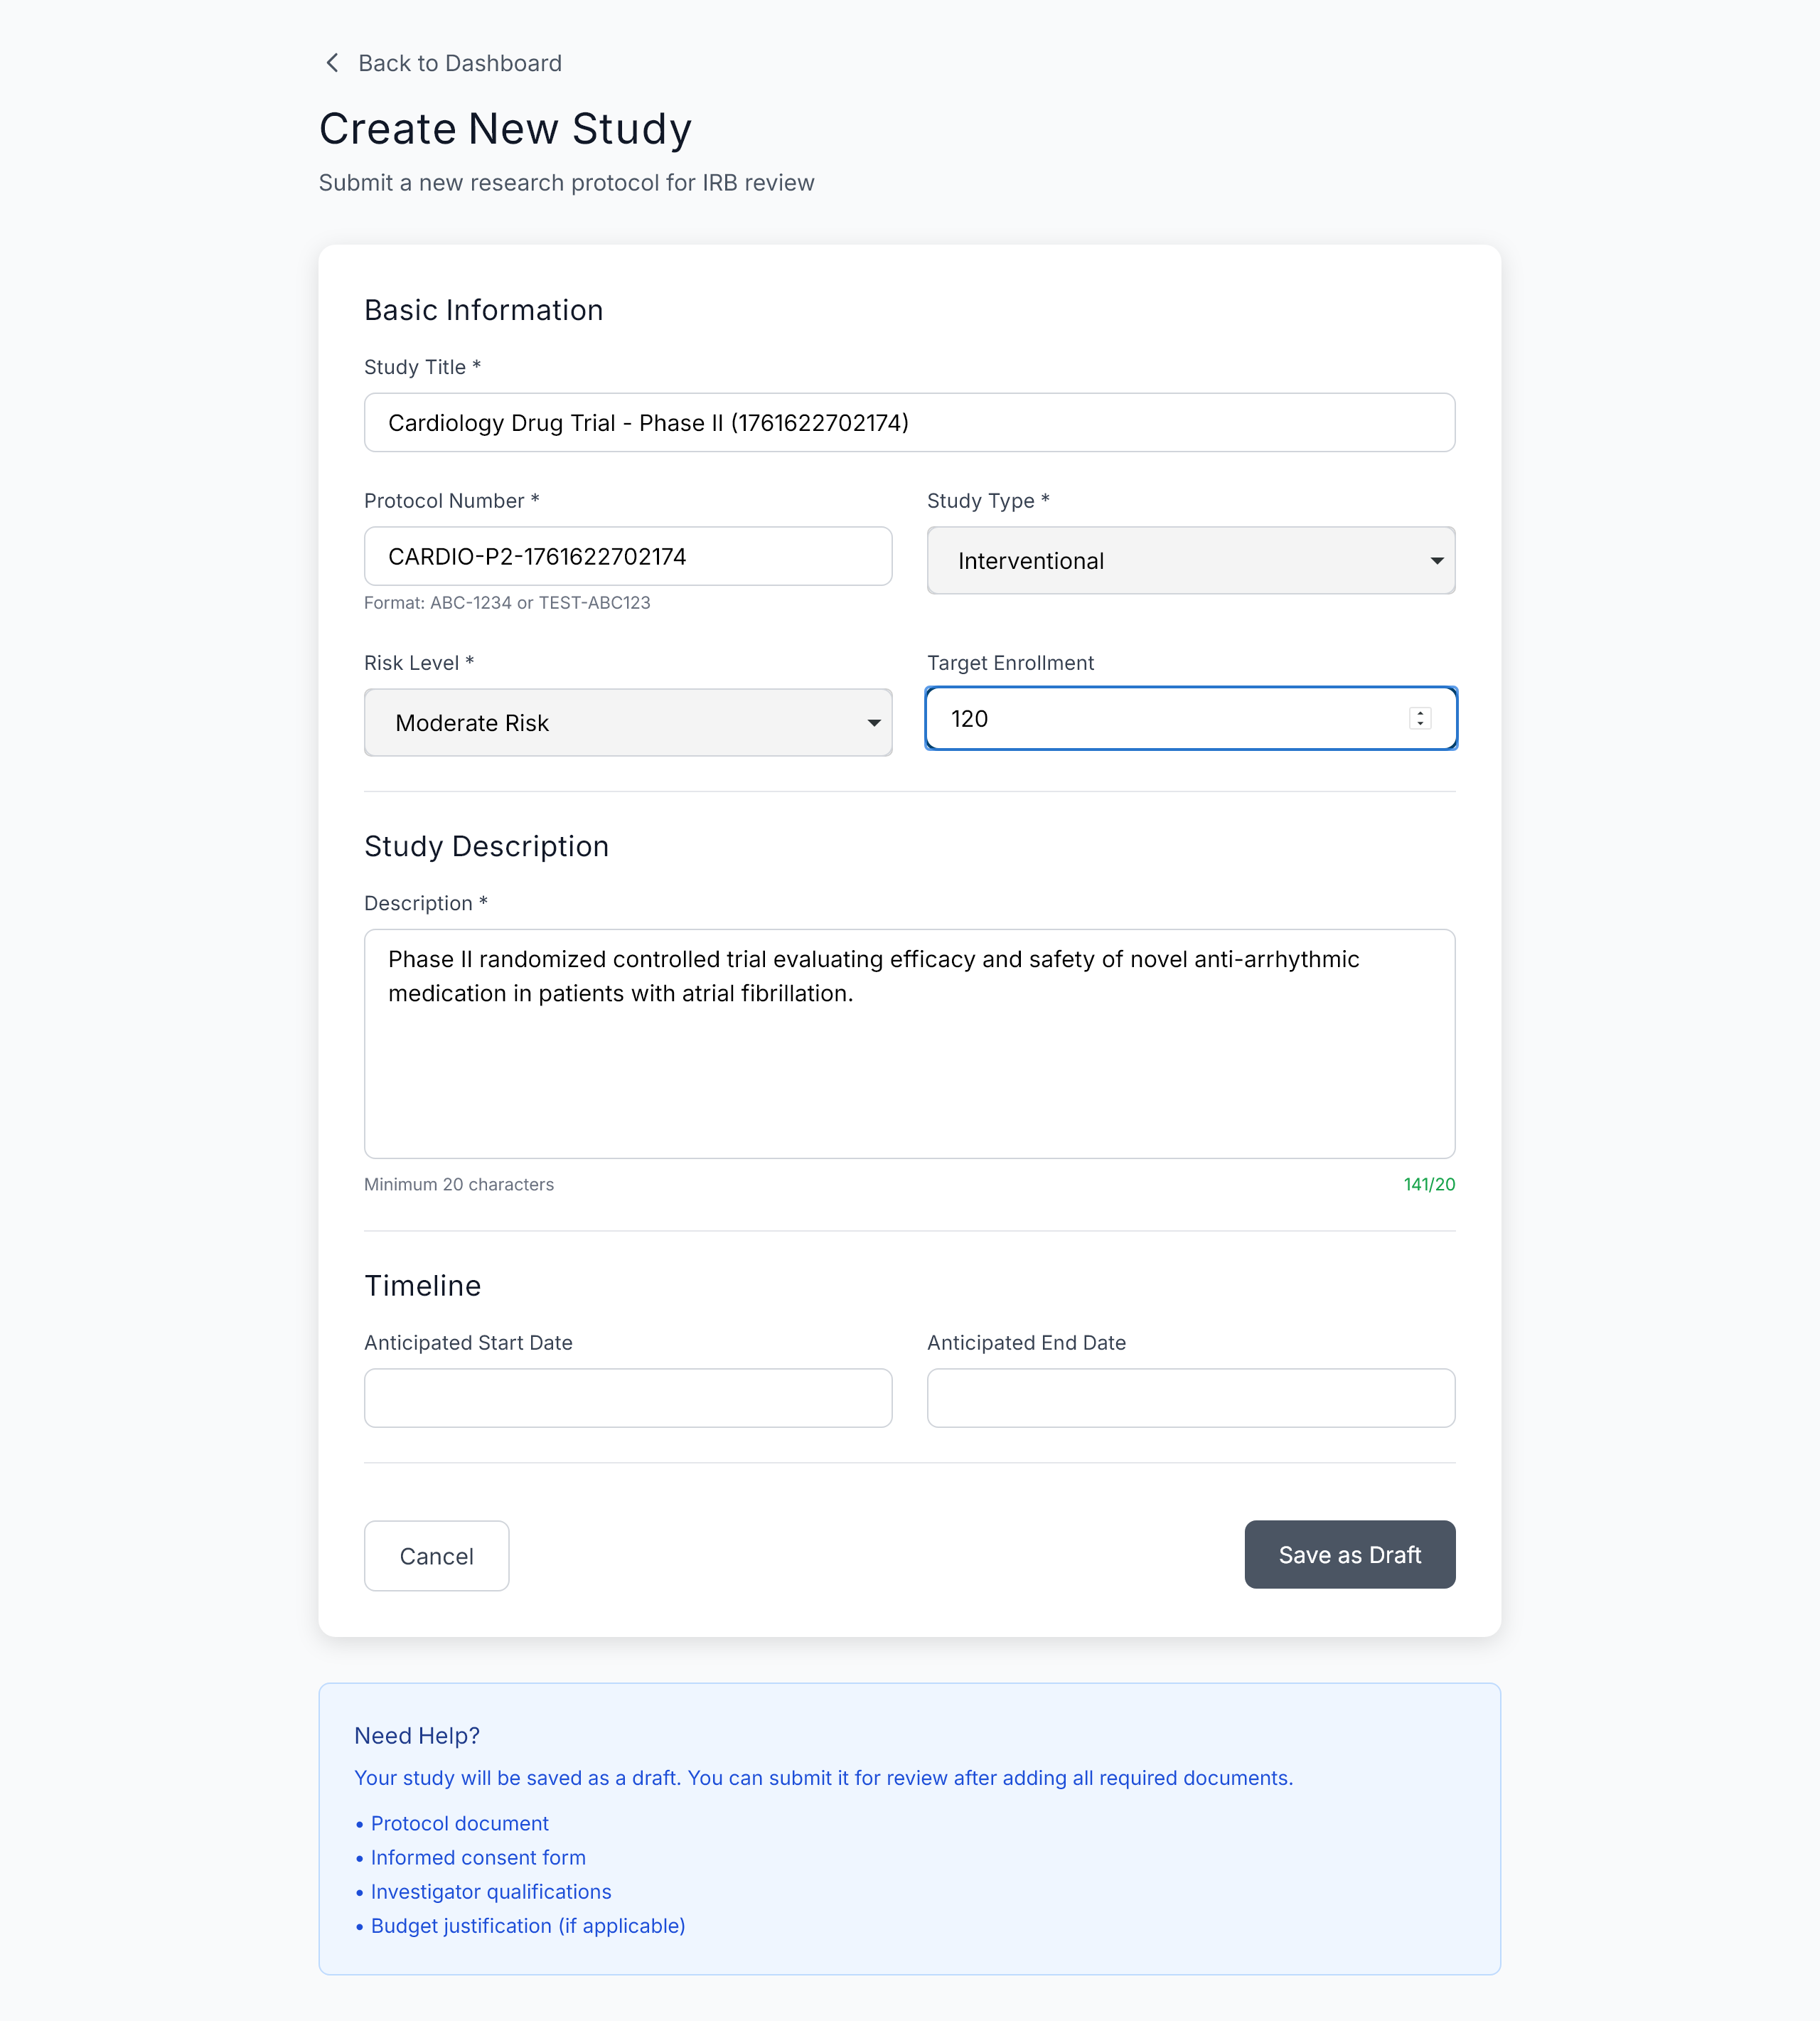 Back to Dashboard
Create New Study
Submit a new research protocol for IRB review
Basic Information
Study Title *
Cardiology Drug Trial - Phase II (1761622702174)
Protocol Number *
Study Type *
CARDIO-P2-1761622702174
Interventional
Format: ABC-1234 or TEST-ABC123
Risk Level *
Target Enrollment
Moderate Risk
120
Study Description
Description *
Phase II randomized controlled trial evaluating efficacy and safety of novel anti-arrhythmic
medication in patients with atrial fibrillation.
Minimum 20 characters
141/20
Timeline
Anticipated Start Date
Anticipated End Date
Cancel
Save as Draft
Need Help?
Your study will be saved as a draft. You can submit it for review after adding all required documents.
• Protocol document
• Informed consent form
• Investigator qualifications
• Budget justification (if applicable)